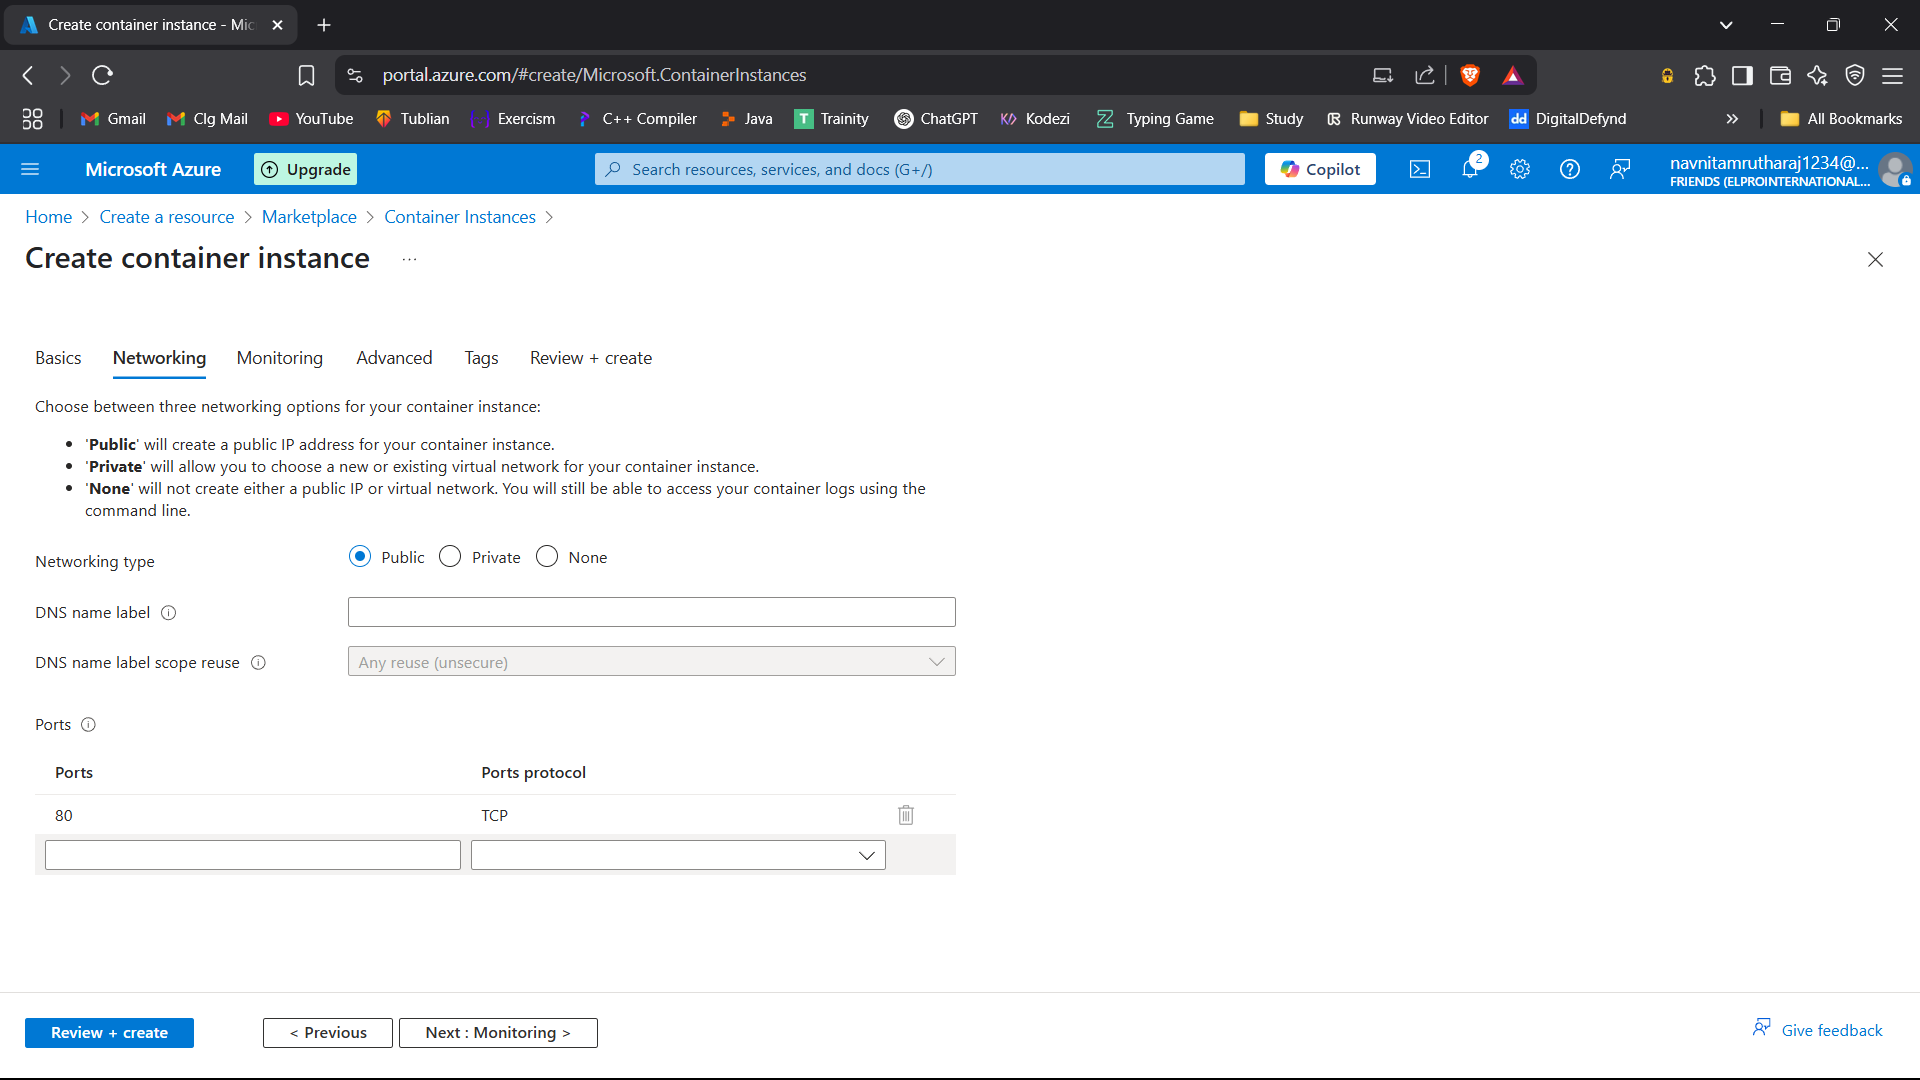 Create container instance - Mic
portal.azure.com/#create/Microsoft.ContainerInstances
Gmail
Clg Mail
YouTube
Tublian
Exercism
C++ Compiler
Java
Trainity
ChatGPT
Kodezi
Typing Game
Study
Runway Video Editor
DigitalDefynd
All Bookmarks
Microsoft Azure
Upgrade
Search resources, services, and docs (G+/)
Copilot
2
navnitamrutharaj1234@...
FRIENDS (ELPROINTERNATIONAL...
Home > Create a resource > Marketplace > Container Instances >
Create container instance ...
Basics
Networking
Monitoring
Advanced
Tags
Review + create
Choose between three networking options for your container instance:
• 'Public' will create a public IP address for your container instance.
• 'Private' will allow you to choose a new or existing virtual network for your container instance.
• 'None' will not create either a public IP or virtual network. You will still be able to access your container logs using the
command line.
Networking type
Public
Private
None
DNS name label
DNS name label scope reuse
Any reuse (unsecure)
Ports
Ports
Ports protocol
80
TCP
Review + create
< Previous
Next : Monitoring >
Give feedback